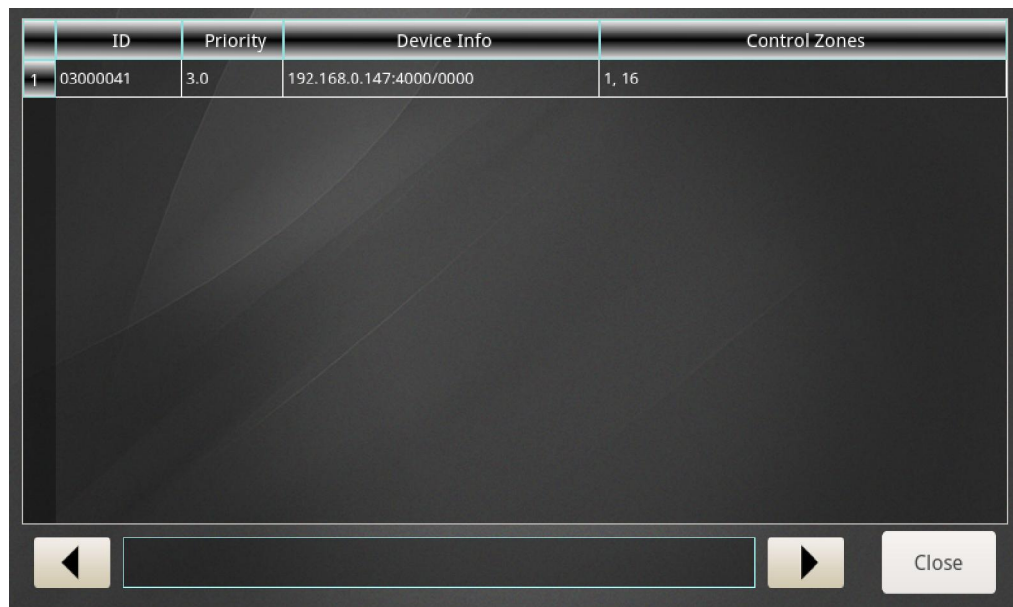 ID Priority Device Info Control Zones
1 03000041 3.0 192.168.0.147:4000/0000 1, 16
Close